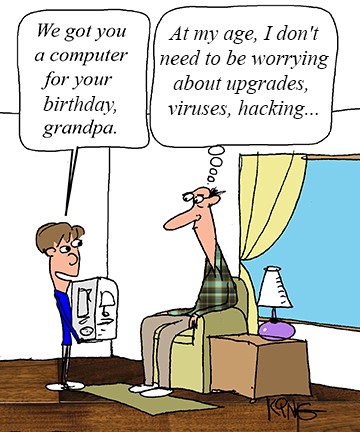 We got you
a computer
for your
birthday,
grandpa.
At my age, I don't
need to be worrying
about upgrades,
viruses, hacking...